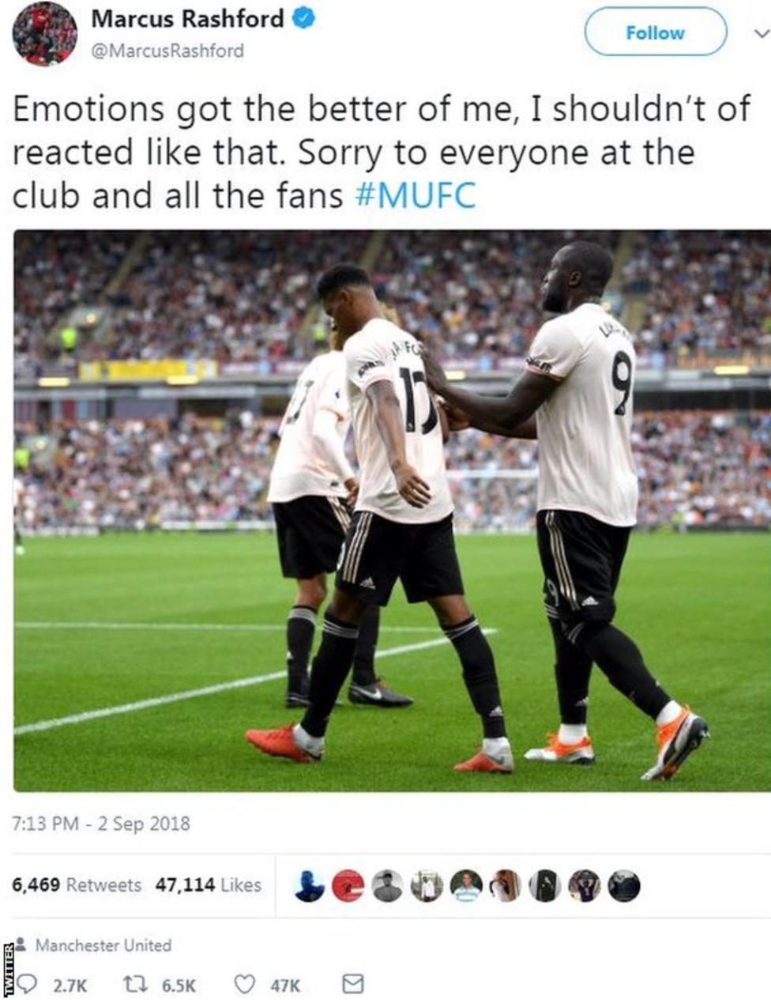 Marcus Rashford
@MarcusRashford
Follow
Emotions got the better of me, I shouldn't of
reacted like that. Sorry to everyone at the
club and all the fans #MUFC
9
9
7:13 PM - 2 Sep 2018
6,469 Retweets 47,114 Likes
Manchester United
2.7K 6.5K 47K
TWITTER